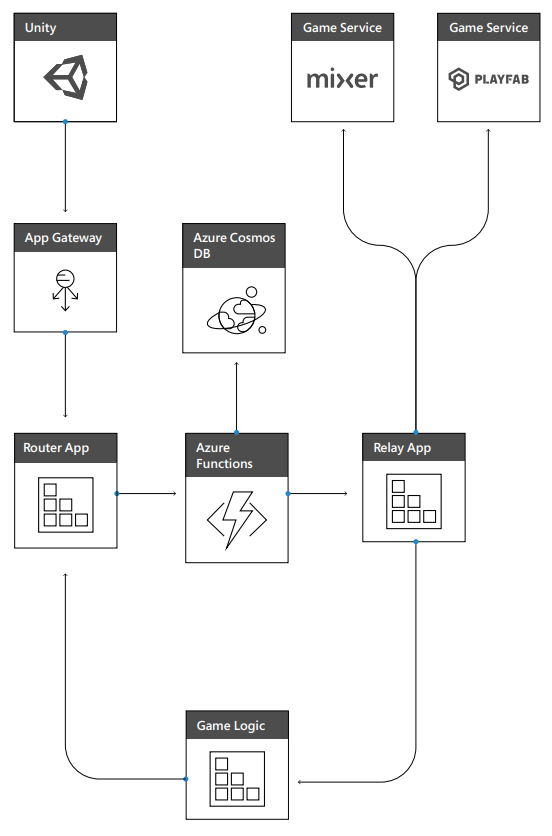 Unity
Game Service
Game Service
mixer
PLAYFAB
App Gateway
Azure Cosmos
DB
Router App
Azure
Functions
Relay App
Game Logic